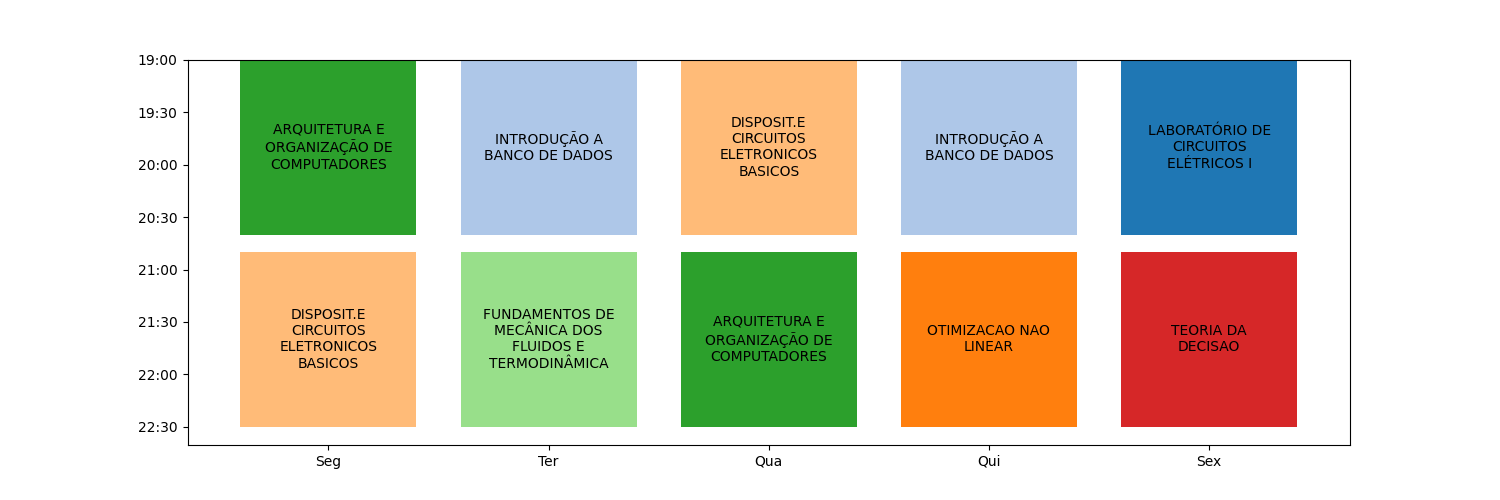 19:00
19:30
20:00
20:30
21:00
21:30
22:00
22:30
ARQUITETURA E
ORGANIZAÇÃO DE
COMPUTADORES
INTRODUÇÃO A
BANCO DE DADOS
DISPOSIT.E
CIRCUITOS
ELETRONICOS
BASICOS
INTRODUÇÃO A
BANCO DE DADOS
LABORATÓRIO DE
CIRCUITOS
ELÉTRICOS I
DISPOSIT.E
CIRCUITOS
ELETRONICOS
BASICOS
FUNDAMENTOS DE
MECÂNICA DOS
FLUIDOS E
TERMODINÂMICA
ARQUITETURA E
ORGANIZAÇÃO DE
COMPUTADORES
OTIMIZACAO NAO
LINEAR
TEORIA DA
DECISAO
Seg
Ter
Qua
Qui
Sex